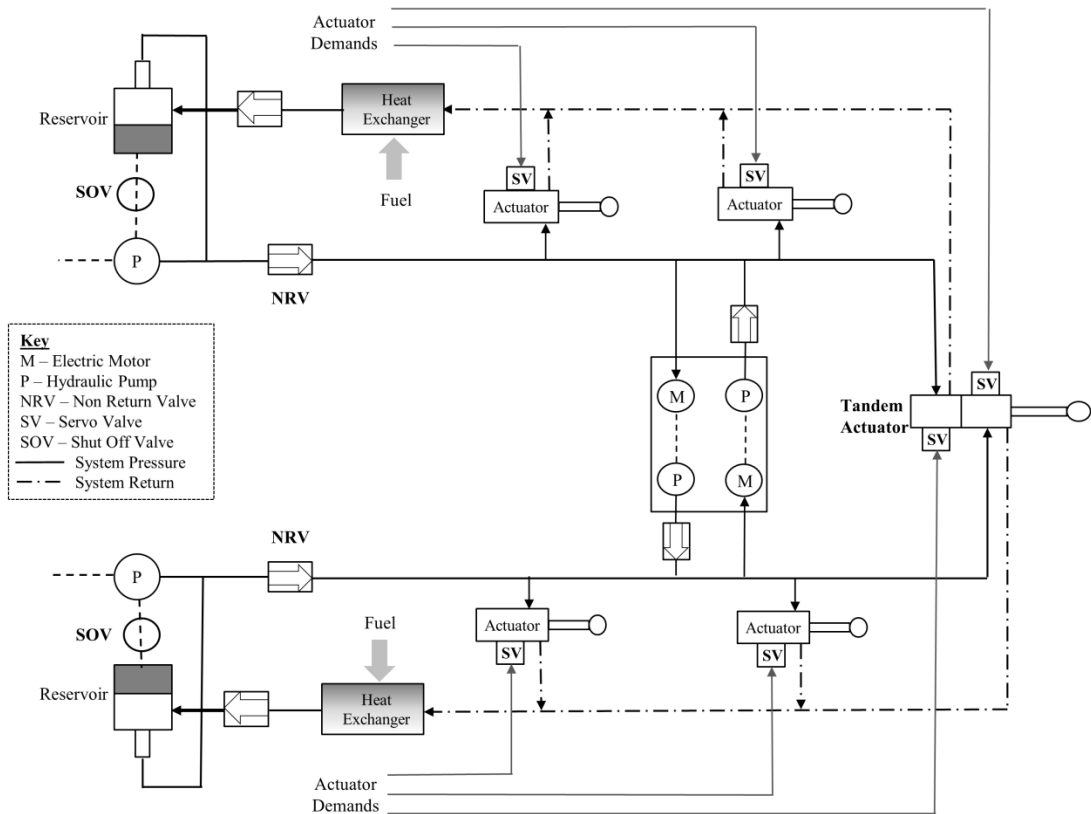 Actuator
Demands
Reservoir
Heat
Exchanger
SOV
Fuel
SV
SV
Actuator
Actuator
P
NRV
Key
M – Electric Motor
P – Hydraulic Pump
NRV – Non Return Valve
SV – Servo Valve
SOV – Shut Off Valve
System Pressure
System Return
M
P
P
M
Tandem
Actuator
SV
SV
NRV
P
SOV
Fuel
Actuator
Actuator
SV
SV
Reservoir
Heat
Exchanger
Actuator
Demands